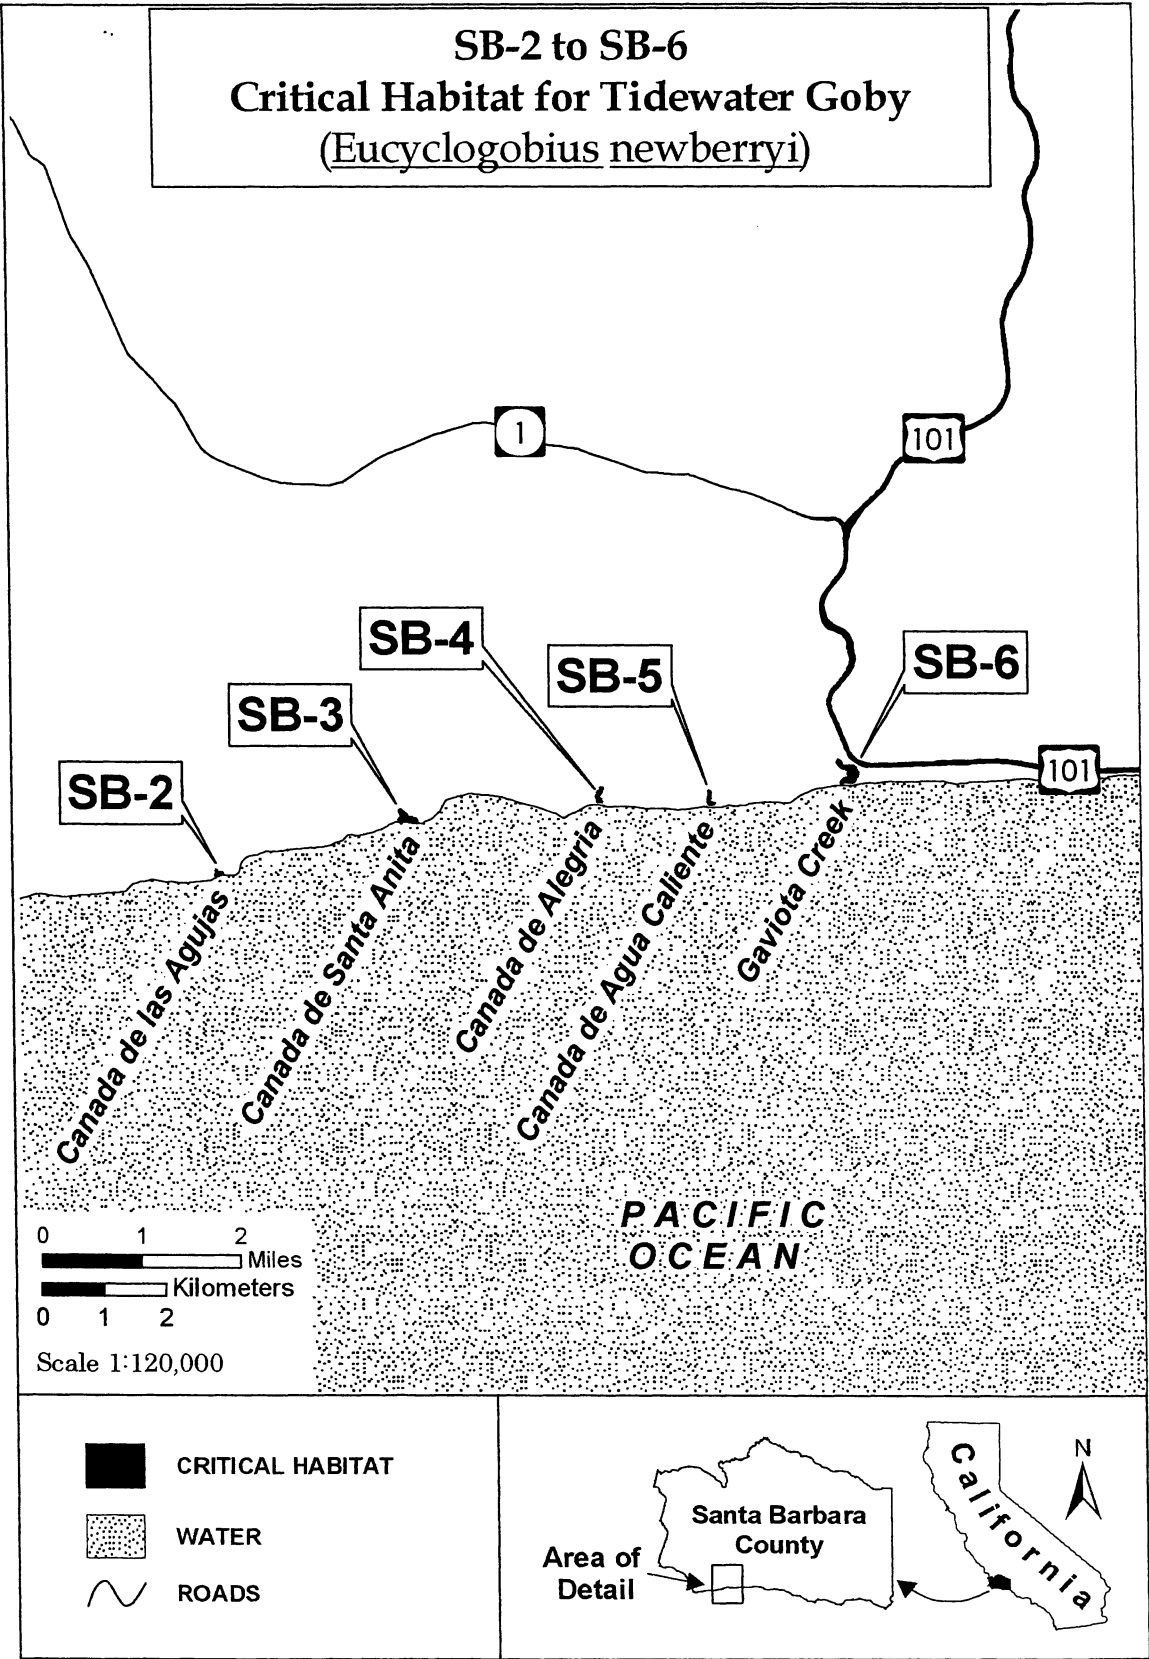 SB-2 to SB-6
Critical Habitat for Tidewater Goby
(Eucyclogobius newberryi)
1
101
SB-4
SB-5
SB-6
SB-3
SB-2
101
Canada de las Agujas
Canada de Santa Anita
Canada de Alegria
Canada de Agua Caliente
Gaviota Creek
PACIFIC
OCEAN
0 1 2
Miles
Kilometers
0 1 2
Scale 1:120,000
CRITICAL HABITAT
WATER
ROADS
Santa Barbara
County
Area of
Detail
California
N